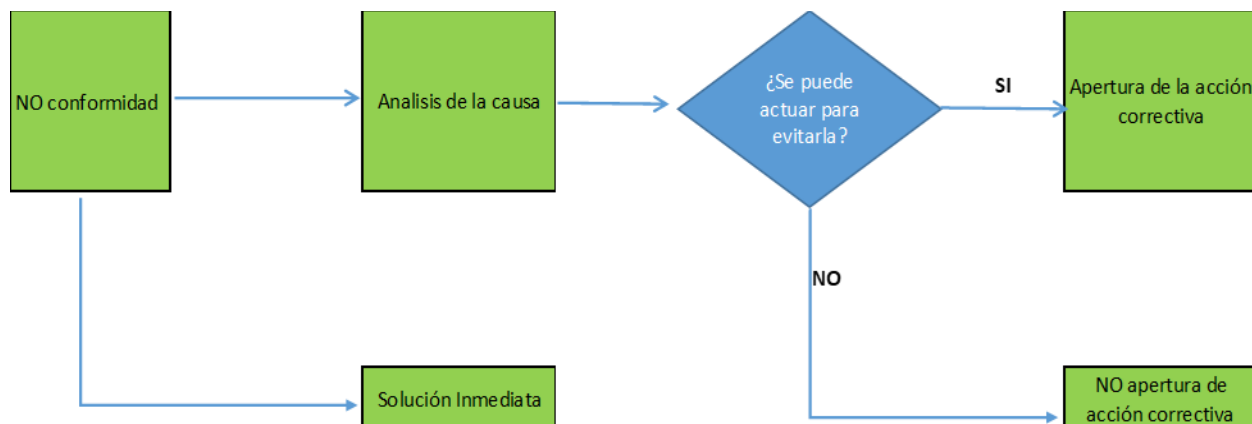 NO conformidad
Analisis de la causa
¿Se puede
actuar para
evitarla?
SI
Apertura de la acción
correctiva
NO
Solución Inmediata
NO apertura de
acción correctiva